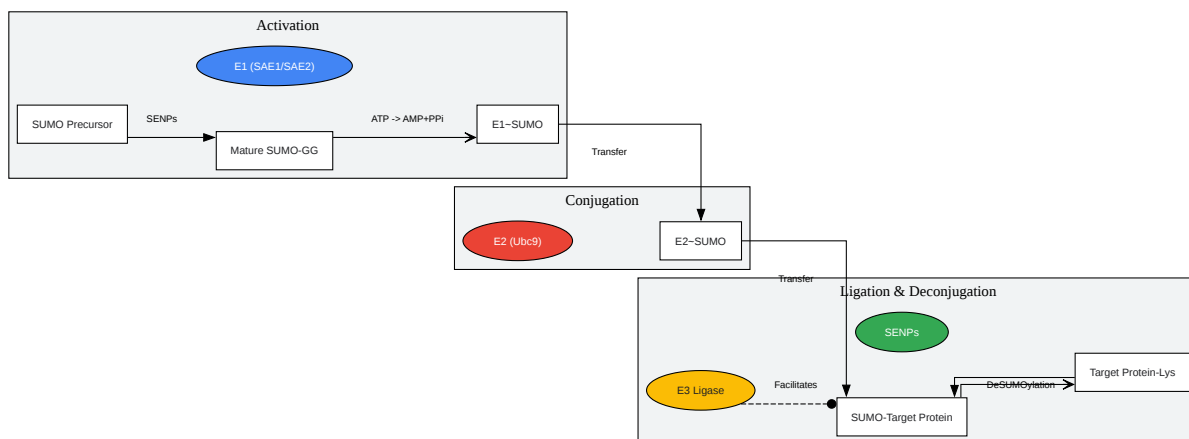 Activation
E1 (SAE1/SAE2)
SUMO Precursor
SENPs
Mature SUMO-GG
ATP -> AMP+PPi
E1~SUMO
Transfer
Conjugation
E2 (Ubc9)
E2~SUMO
Transfer
Ligation & Deconjugation
SENPs
E3 Ligase
Facilitates
SUMO-Target Protein
DeSUMOylation
Target Protein-Lys